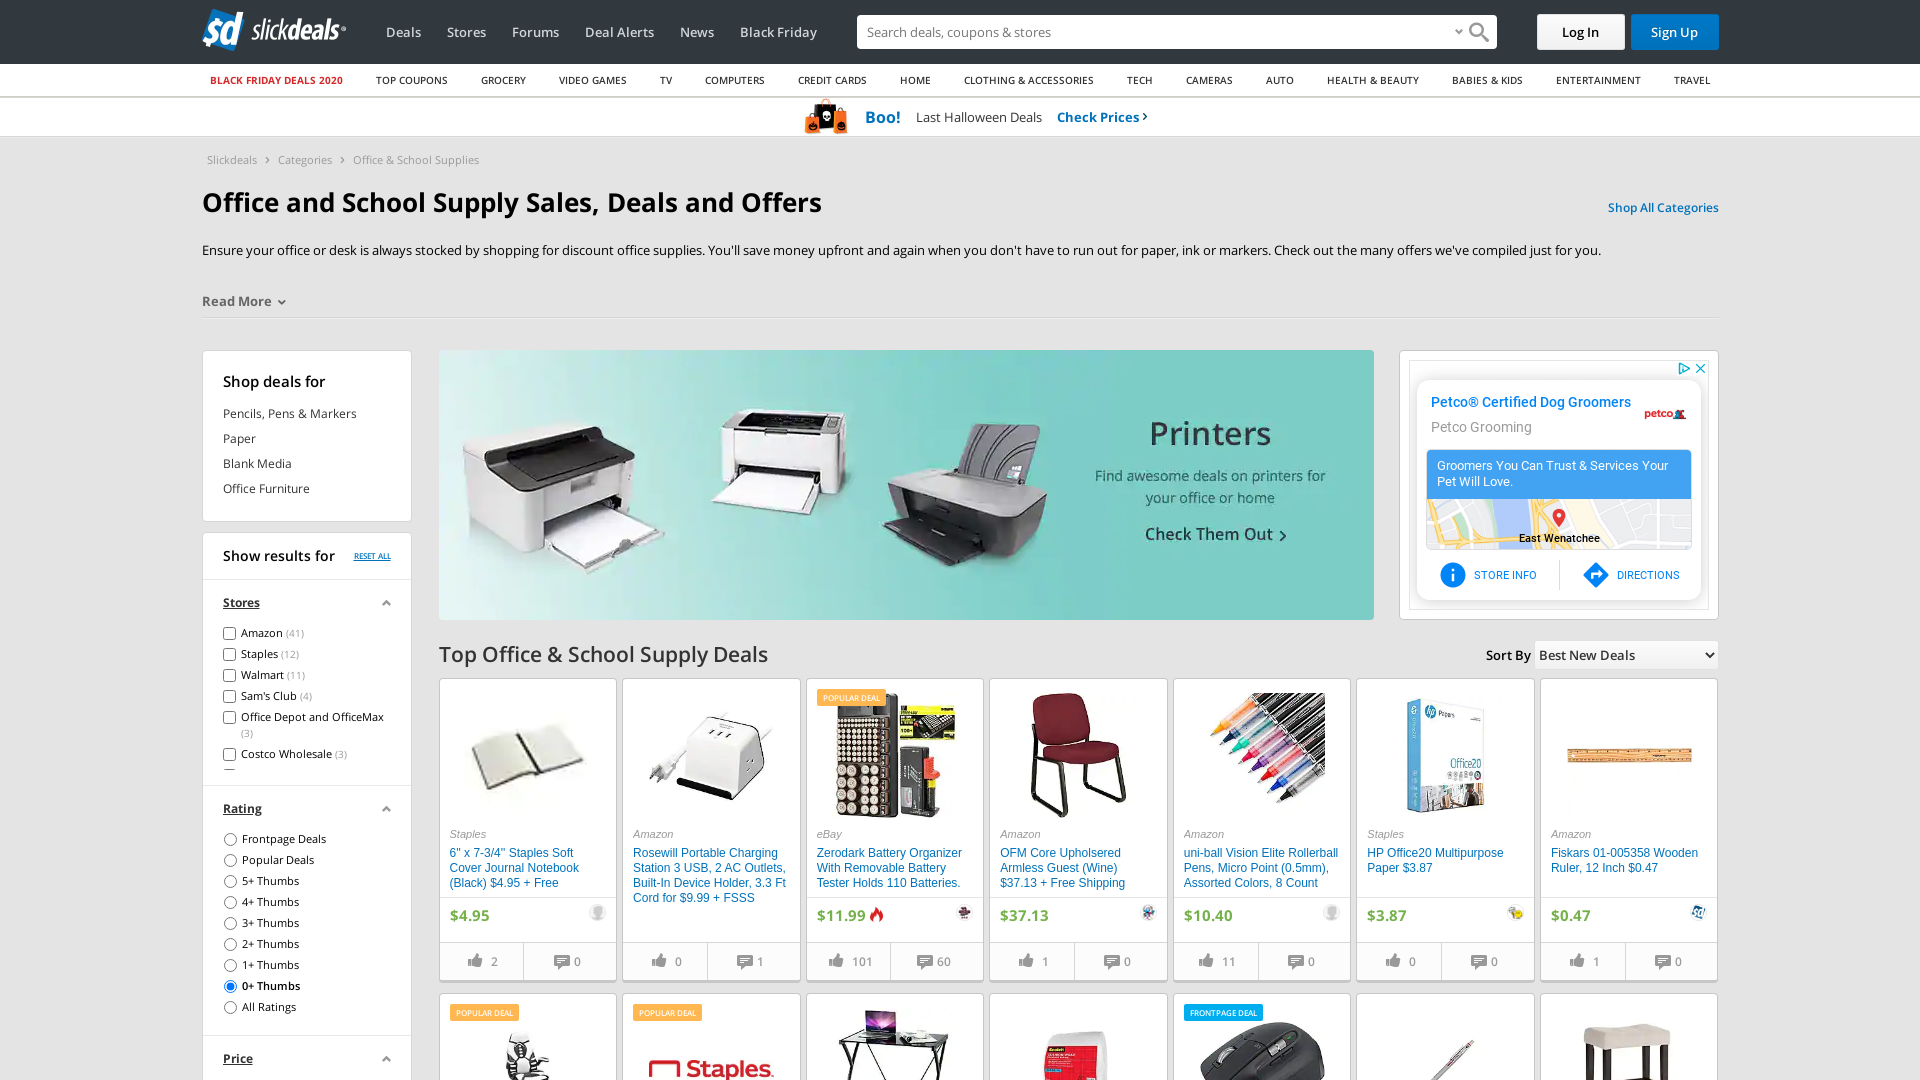 slickdeals
Deals
Stores
Forums
Deal Alerts
News
Black Friday
Search deals, coupons & stores
Log In
Sign Up
BLACK FRIDAY DEALS 2020
TOP COUPONS
GROCERY
VIDEO GAMES
TV
COMPUTERS
CREDIT CARDS
HOME
CLOTHING & ACCESSORIES
TECH
CAMERAS
AUTO
HEALTH & BEAUTY
BABIES & KIDS
ENTERTAINMENT
TRAVEL
Boo! Last Halloween Deals Check Prices
Slickdeals > Categories > Office & School Supplies
Office and School Supply Sales, Deals and Offers
Shop All Categories
Ensure your office or desk is always stocked by shopping for discount office supplies. You'll save money upfront and again when you don't have to run out for paper, ink or markers. Check out the many offers we've compiled just for you.
Read More
Shop deals for
Pencils, Pens & Markers
Paper
Blank Media
Office Furniture
Show results for RESET ALL
Stores
Amazon (41)
Staples (12)
Walmart (11)
Sam's Club (4)
Office Depot and OfficeMax
(3)
Costco Wholesale (3)
Rating
Frontpage Deals
Popular Deals
5+ Thumbs
4+ Thumbs
3+ Thumbs
2+ Thumbs
1+ Thumbs
0+ Thumbs
All Ratings
Price
Printers
Find awesome deals on printers for
your office or home
Check Them Out >
Petco® Certified Dog Groomers
Petco Grooming
petco
Groomers You Can Trust & Services Your
Pet Will Love.
East Wenatchee
STORE INFO
DIRECTIONS
Top Office & School Supply Deals
Sort By Best New Deals
Staples
6" x 7-3/4" Staples Soft
Cover Journal Notebook
(Black) $4.95 + Free
$4.95
2
0
Amazon
Rosewill Portable Charging
Station 3 USB, 2 AC Outlets,
Built-In Device Holder, 3.3 Ft
Cord for $9.99 + FSSS
0
1
POPULAR DEAL
eBay
Zerodark Battery Organizer
With Removable Battery
Tester Holds 110 Batteries.
$11.99
101
60
Amazon
OFM Core Upholsered
Armless Guest (Wine)
$37.13 + Free Shipping
$37.13
1
0
Amazon
uni-ball Vision Elite Rollerball
Pens, Micro Point (0.5mm),
Assorted Colors, 8 Count
$10.40
11
0
hp Papers
Office20
Staples
HP Office20 Multipurpose
Paper $3.87
$3.87
0
0
Amazon
Fiskars 01-005358 Wooden
Ruler, 12 Inch $0.47
$0.47
1
0
POPULAR DEAL
POPULAR DEAL
Staples
Scotch
FRONTPAGE DEAL